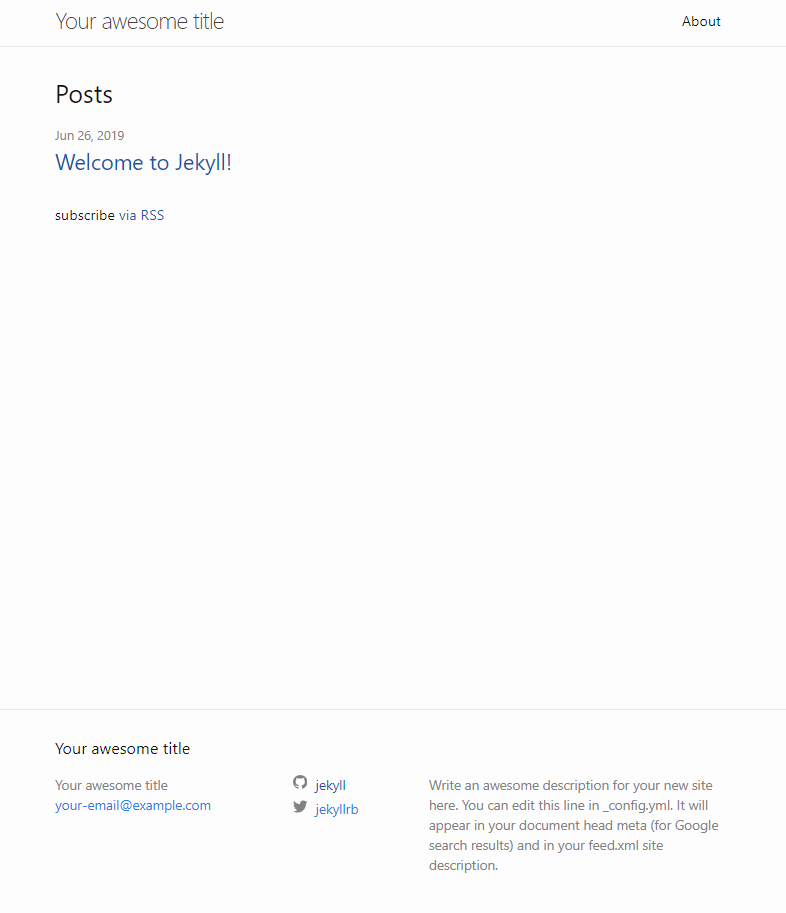 Your awesome title
About
Posts
Jun 26, 2019
Welcome to Jekyll!
subscribe via RSS
Your awesome title
Your awesome title
your-email@example.com
jekyll
jekyllrb
Write an awesome description for your new site
here. You can edit this line in _config.yml. It will
appear in your document head meta (for Google
search results) and in your feed.xml site
description.